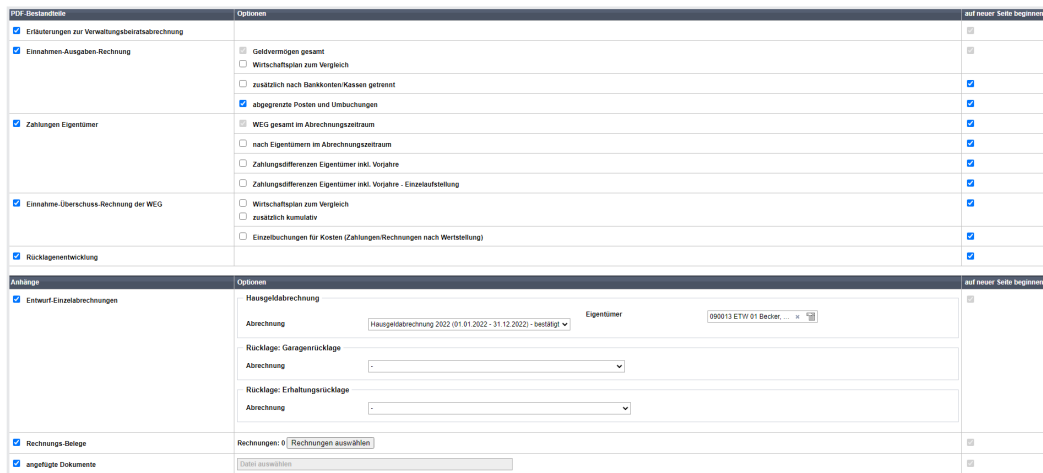 PDF-Bestandteile Optionen auf neuer Seite beginnen
Erläuterungen zur Verwaltungsbeiratsabrechnung
Einnahmen-Ausgaben-Rechnung Geldvermögen gesamt
Wirtschaftsplan zum Vergleich
zusätzlich nach Bankkonten/Kassen getrennt
abgegrenzte Posten und Umbuchungen
Zahlungen Eigentümer WEG gesamt im Abrechnungszeitraum
nach Eigentümern im Abrechnungszeitraum
Zahlungsdifferenzen Eigentümer inkl. Vorjahre
Zahlungsdifferenzen Eigentümer inkl. Vorjahre - Einzelaufstellung
Einnahme-Überschuss-Rechnung der WEG Wirtschaftsplan zum Vergleich
zusätzlich kumulativ
Einzelbuchungen für Kosten (Zahlungen/Rechnungen nach Wertstellung)
Rücklagenentwicklung
Anhänge Optionen auf neuer Seite beginnen
Entwurf-Einzelabrechnungen Hausgeldabrechnung
Abrechnung Hausgeldabrechnung 2022 (01.01.2022 - 31.12.2022) - bestätigt Eigentümer 090013 ETW 01 Becker, ... ×
Rücklage: Garagenrücklage
Abrechnung -
Rücklage: Erhaltungsrücklage
Abrechnung -
Rechnungs-Belege Rechnungen: 0 Rechnungen auswählen
angefügte Dokumente Datei auswählen